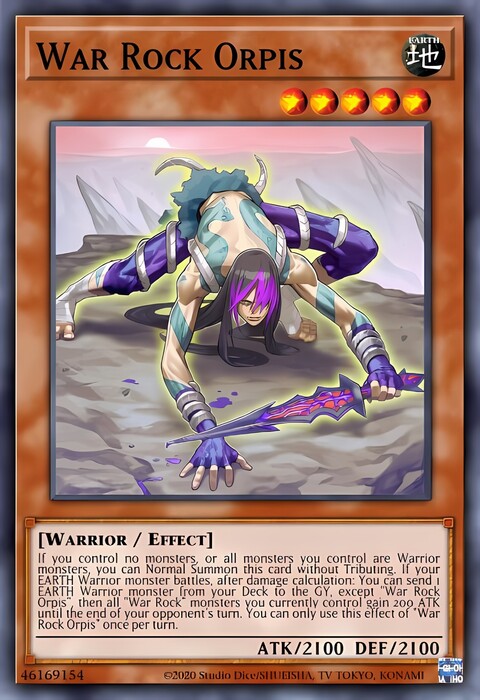 War Rock Orpis
EARTH
地
[Warrior / Effect]
If you control no monsters, or all monsters you control are Warrior
monsters, you can Normal Summon this card without Tributing. If your
EARTH Warrior monster battles, after damage calculation: You can send 1
EARTH Warrior monster from your Deck to the GY, except "War Rock
Orpis", then all "War Rock" monsters you currently control gain 200 ATK
until the end of your opponent's turn. You can only use this effect of "War
Rock Orpis" once per turn.
ATK/2100 DEF/2100
46169154 ©2020 Studio Dice/SHUEISHA, TV TOKYO, KONAMI